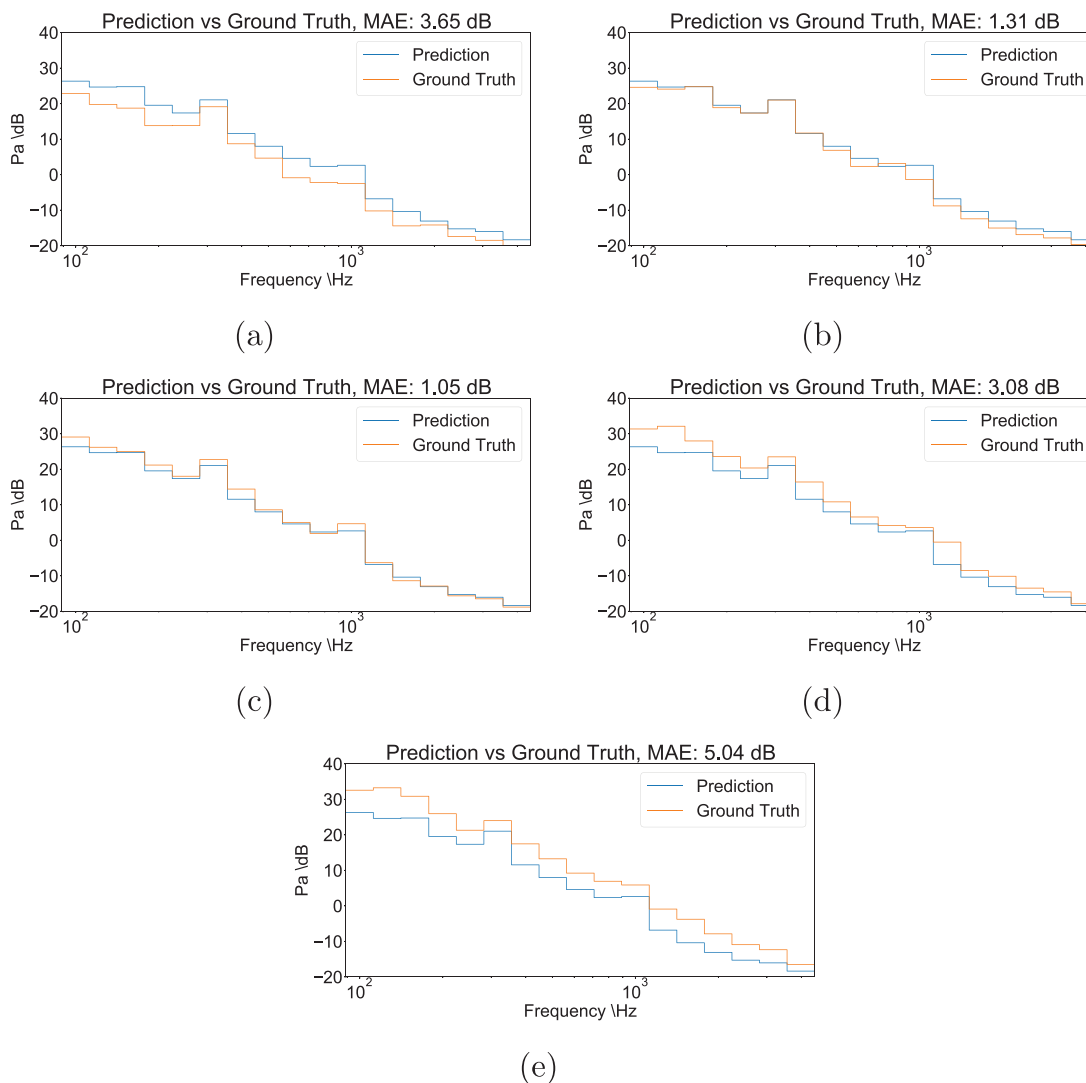 Prediction vs Ground Truth, MAE: 3.65 dB
40
30
20
10
0
−10
−20
Pa \dB
Prediction
Ground Truth
10²
10³
Frequency \Hz
(a)
Prediction vs Ground Truth, MAE: 1.31 dB
40
30
20
10
0
−10
−20
Pa \dB
Prediction
Ground Truth
10²
10³
Frequency \Hz
(b)
Prediction vs Ground Truth, MAE: 1.05 dB
40
30
20
10
0
−10
−20
Pa \dB
Prediction
Ground Truth
10²
10³
Frequency \Hz
(c)
Prediction vs Ground Truth, MAE: 3.08 dB
40
30
20
10
0
−10
−20
Pa \dB
Prediction
Ground Truth
10²
10³
Frequency \Hz
(d)
Prediction vs Ground Truth, MAE: 5.04 dB
40
30
20
10
0
−10
−20
Pa \dB
Prediction
Ground Truth
10²
10³
Frequency \Hz
(e)